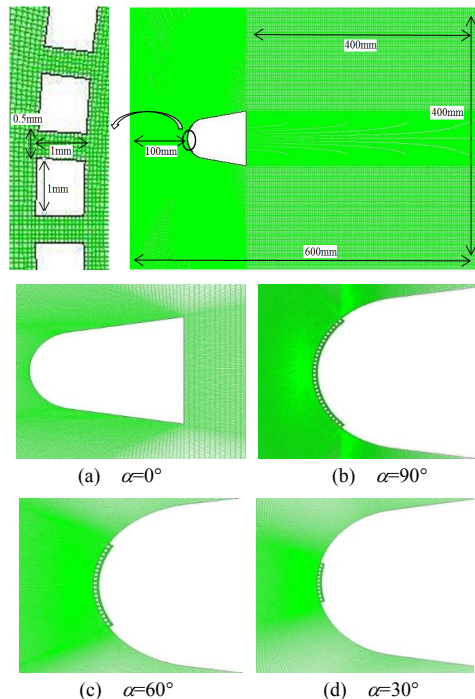 0.5mm
1mm
1mm
400mm
400mm
100mm
600mm
(a) α=0°
(b) α=90°
(c) α=60°
(d) α=30°